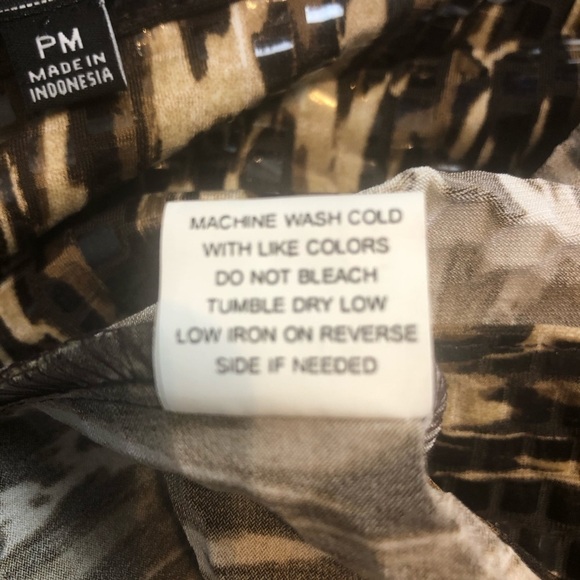 PM
MADE IN
INDONESIA
MACHINE WASH COLD
WITH LIKE COLORS
DO NOT BLEACH
TUMBLE DRY LOW
LOW IRON ON REVERSE
SIDE IF NEEDED